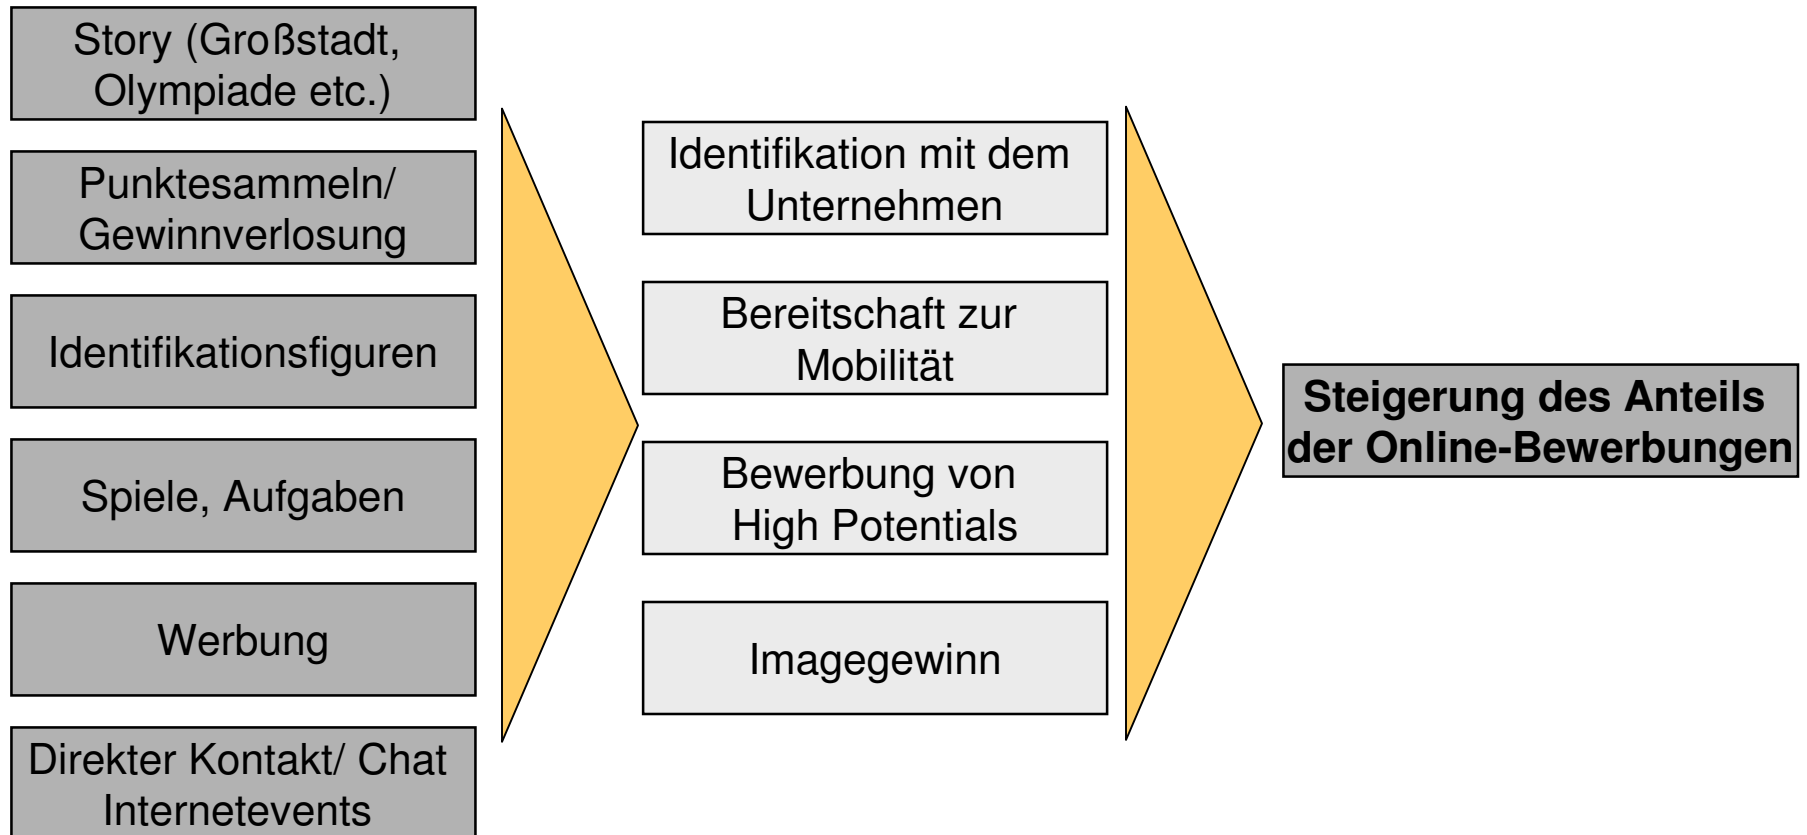 Story (Großstadt,
Olympiade etc.)
Punktesammeln/
Gewinnverlosung
Identifikationsfiguren
Spiele, Aufgaben
Werbung
Direkter Kontakt/ Chat
Internetevents
Identifikation mit dem
Unternehmen
Bereitschaft zur
Mobilität
Bewerbung von
High Potentials
Imagegewinn
Steigerung des Anteils
der Online-Bewerbungen